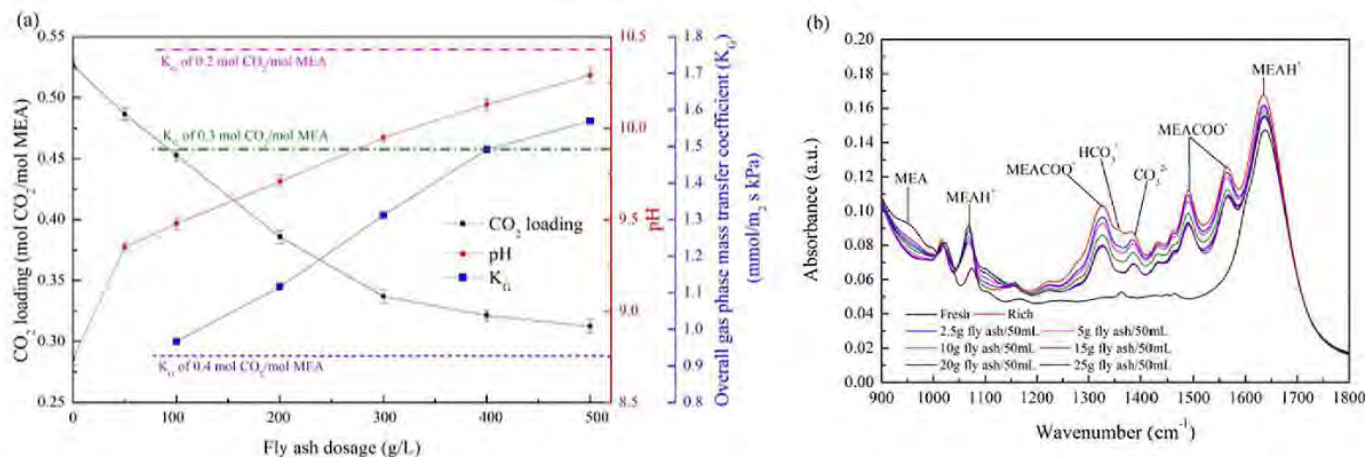 (a)
0.55
0.50
0.45
0.40
0.35
0.30
0.25
CO₂ loading (mol CO₂/mol MEA)
0
100
200
300
400
500
Fly ash dosage (g/L)
K_G of 0.2 mol CO₂/mol MEA
K_G of 0.3 mol CO₂/mol MEA
K_G of 0.4 mol CO₂/mol MEA
CO₂ loading
pH
K_G
10.5
10.0
9.5
9.0
8.5
pH
1.8
1.7
1.6
1.5
1.4
1.3
1.2
1.1
1.0
0.9
0.8
Overall gas phase mass transfer coefficient (K_G)
(mmol/m₂ s kPa)
(b)
0.20
0.18
0.16
0.14
0.12
0.10
0.08
0.06
0.04
0.02
0.00
Absorbance (a.u.)
MEA
MEAH⁺
MEACOO⁻
HCO₃⁻
CO₃²⁻
MEACOO⁻
MEAH⁺
Fresh
Rich
2.5g fly ash/50mL
5g fly ash/50mL
10g fly ash/50mL
15g fly ash/50mL
20g fly ash/50mL
25g fly ash/50mL
900
1000
1100
1200
1300
1400
1500
1600
1700
1800
Wavenumber (cm⁻¹)